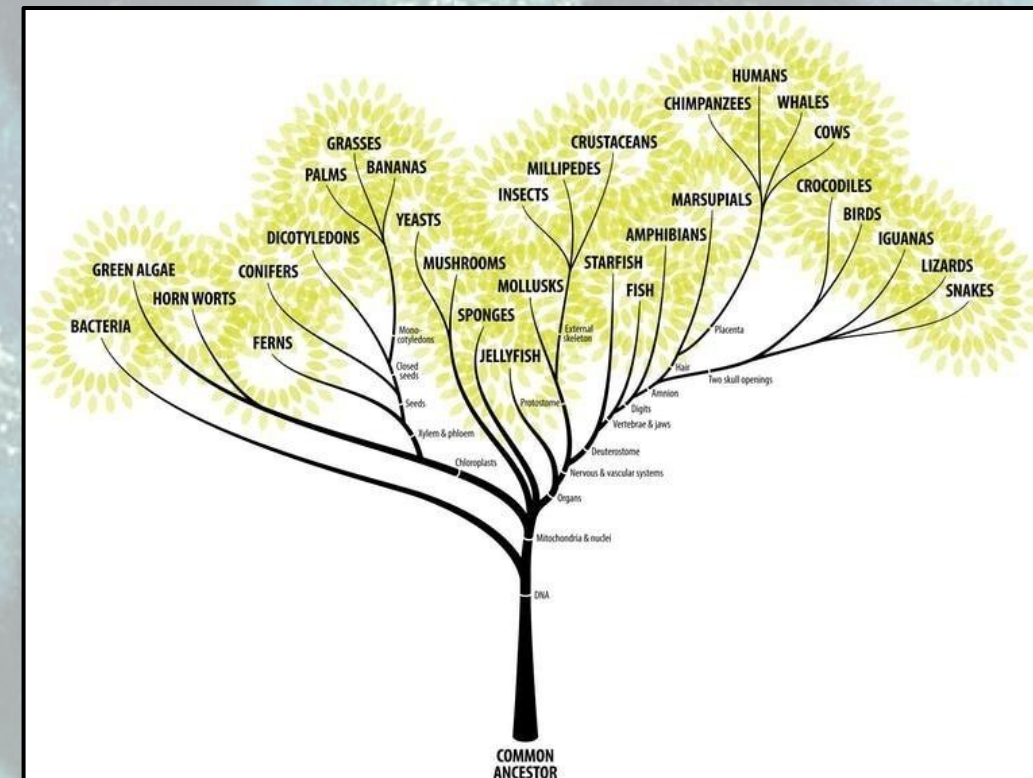 HUMANS
CHIMPANZEES
WHALES
COWS
GRASSES
CRUSTACEANS
PALMS
BANANAS
MILLIPEDES
INSECTS
CROCODILES
MARSUPIALS
BIRDS
YEASTS
DICOTYLEDONS
AMPHIBIANS
IGUANAS
GREEN ALGAE
CONIFERS
MUSHROOMS
STARFISH
LIZARDS
HORN WORTS
MOLLUSKS
FISH
SNAKES
BACTERIA
SPONGES
FERNS
JELLYFISH
Mono-
cotyledons
External
skeleton
Placenta
Closed
seeds
Hair
Two skull openings
Amnion
Seeds
Protostome
Digits
Vertebrae & jaws
Xylem & phloem
Deuterostome
Chloroplasts
Nervous & vascular systems
Organs
Mitochondria & nuclei
DNA
COMMON
ANCESTOR